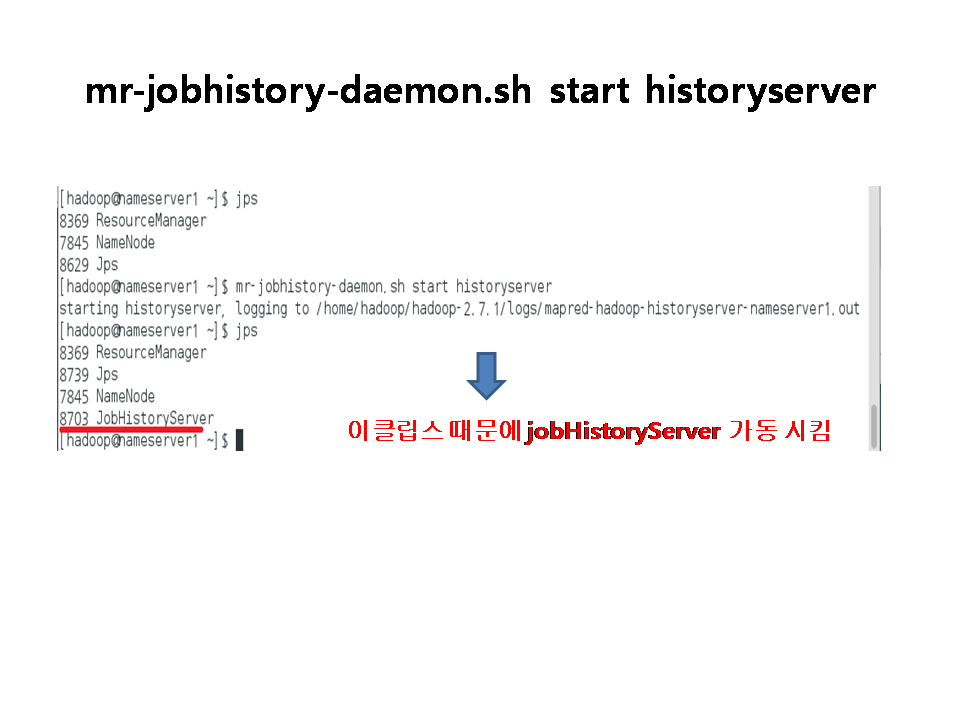 mr-jobhistory-daemon.sh start historyserver
[hadoop@nameserver1 ~]$ jps
8369 ResourceManager
7845 NameNode
8629 Jps
[hadoop@nameserver1 ~]$ mr-jobhistory-daemon.sh start historyserver
starting historyserver, logging to /home/hadoop/hadoop-2.7.1/logs/mapred-hadoop-historyserver-nameserver1.out
[hadoop@nameserver1 ~]$ jps
8369 ResourceManager
8739 Jps
7845 NameNode
8703 JobHistoryServer
[hadoop@nameserver1 ~]$
이클립스 때문에 jobHistoryServer 가동 시킴